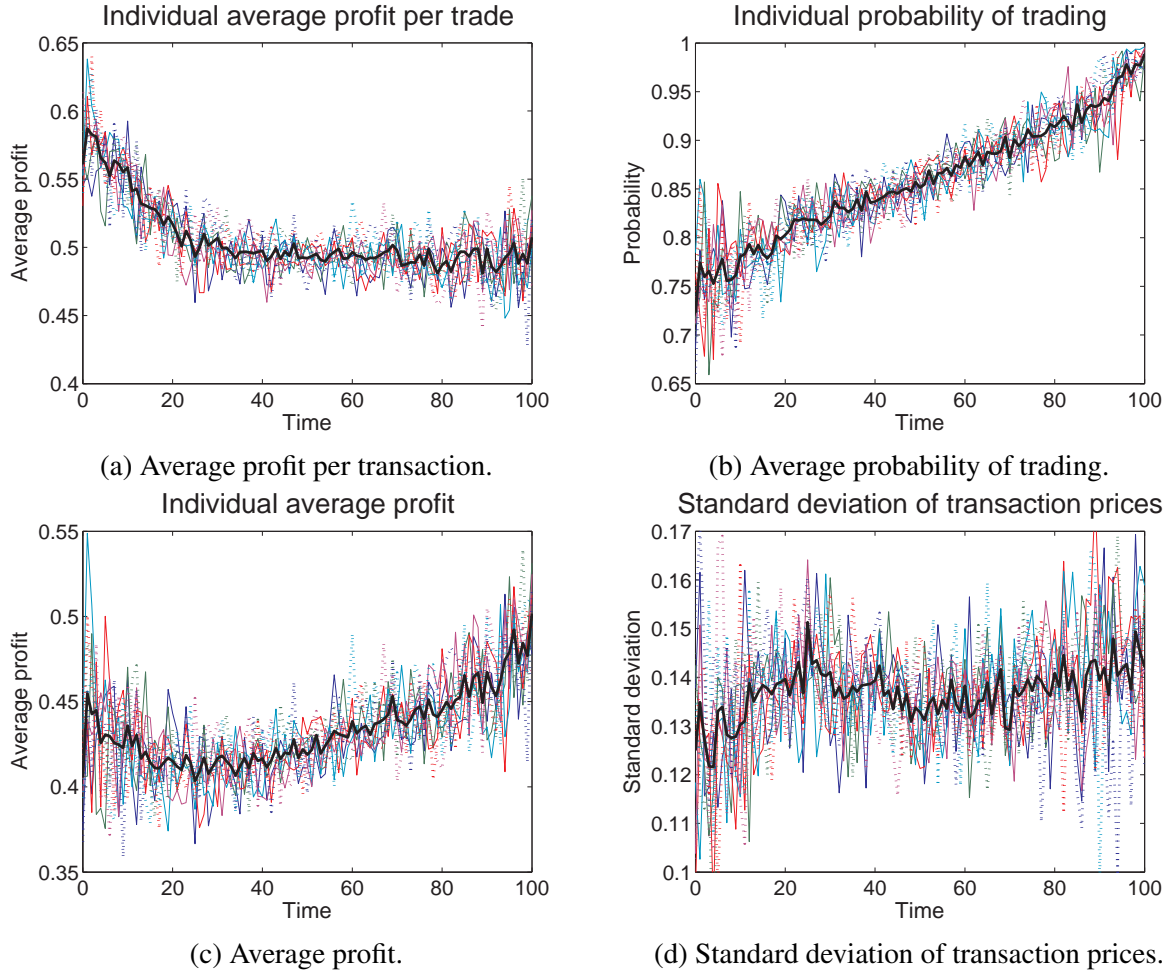 Individual average profit per trade
0.65
0.6
0.55
0.5
0.45
0.4
Average profit
0 20 40 60 80 100
Time
(a) Average profit per transaction.
Individual probability of trading
1
0.95
0.9
0.85
0.8
0.75
0.7
0.65
Probability
0 20 40 60 80 100
Time
(b) Average probability of trading.
Individual average profit
0.55
0.5
0.45
0.4
0.35
Average profit
0 20 40 60 80 100
Time
(c) Average profit.
Standard deviation of transaction prices
0.17
0.16
0.15
0.14
0.13
0.12
0.11
0.1
Standard deviation
0 20 40 60 80 100
Time
(d) Standard deviation of transaction prices.